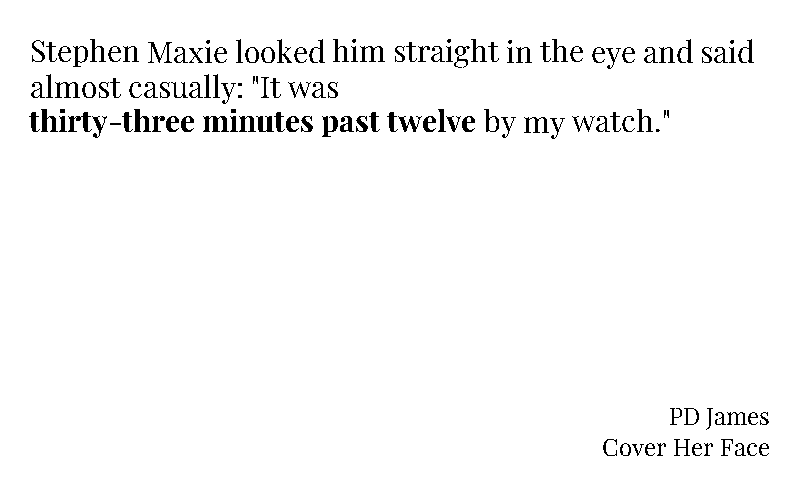 Stephen Maxie looked him straight in the eye and said
almost casually: "It was
thirty-three minutes past twelve by my watch."
PD James
Cover Her Face